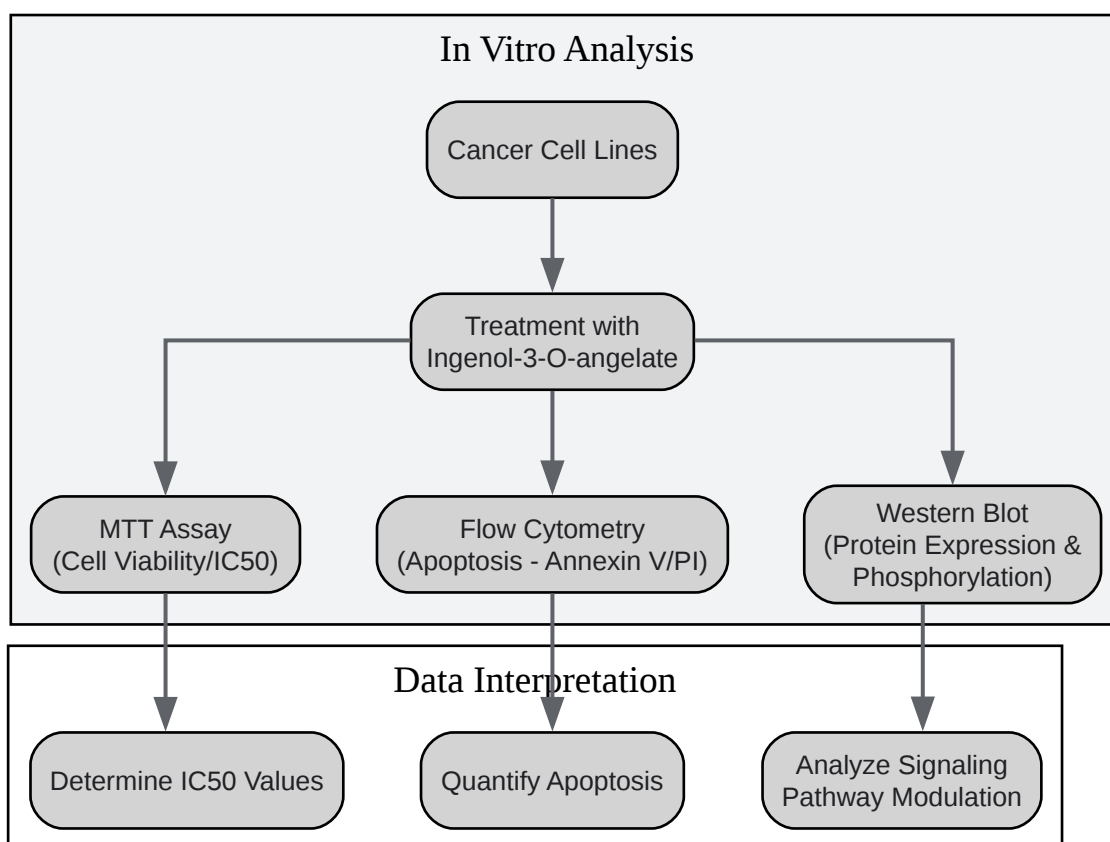 In Vitro Analysis
Cancer Cell Lines
Treatment with
Ingenol-3-O-angelate
MTT Assay
(Cell Viability/IC50)
Flow Cytometry
(Apoptosis - Annexin V/PI)
Western Blot
(Protein Expression &
Phosphorylation)
Data Interpretation
Determine IC50 Values
Quantify Apoptosis
Analyze Signaling
Pathway Modulation